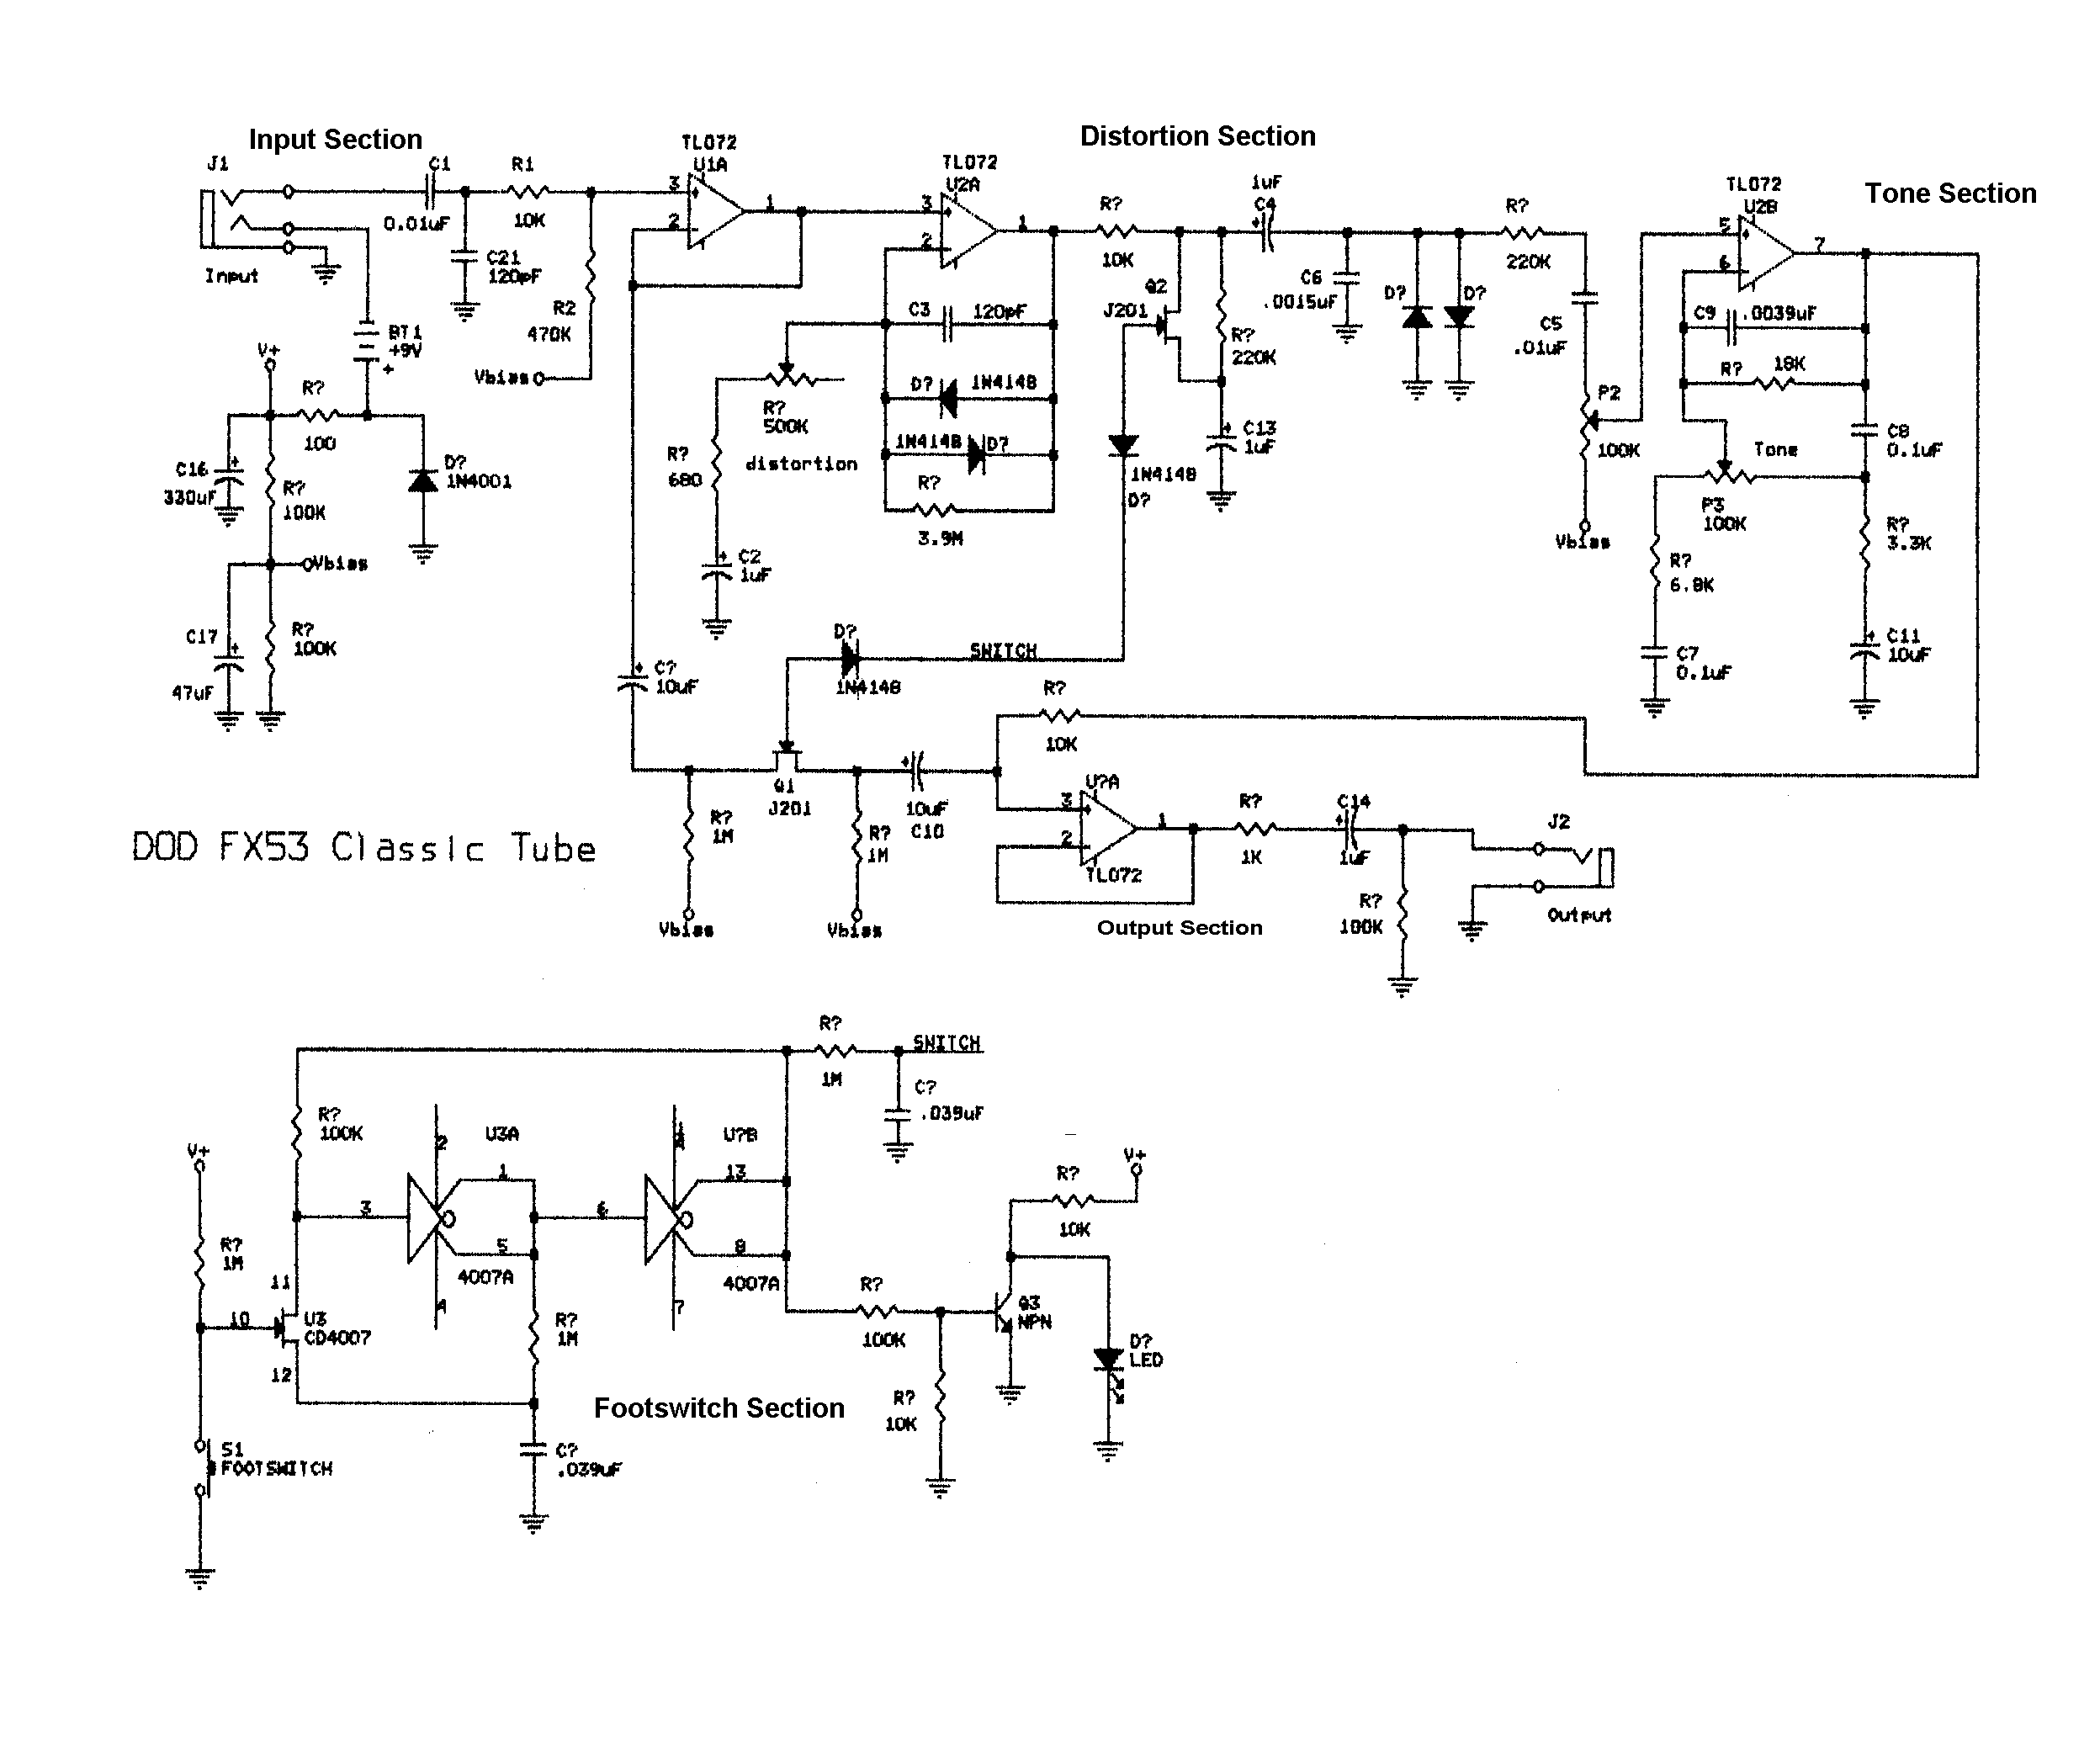 Input Section
Distortion Section
Tone Section
J1
Input
C1
0.01uF
R1
10K
C21
120pF
R2
470K
Vbias
BT1
+9V
+
V+
R?
100
C16
+
330uF
R?
100K
D?
1N4001
Vbias
C17
+
47uF
R?
100K
TL072
U1A
3
2
1
TL072
U2A
3
2
1
C3
120pF
D?
1N4148
1N4148
D?
R?
3.9M
R?
500K
distortion
R?
680
+
C2
1uF
R?
10K
Q2
J201
R?
220K
+
C13
1uF
1N4148
D?
1uF
C4
+
C6
.0015uF
D?
D?
R?
220K
C5
.01uF
P2
100K
Vbias
TL072
U2B
5
6
7
C9
.0039uF
R?
18K
C8
0.1uF
Tone
P3
100K
R?
3.3K
R?
6.8K
C7
0.1uF
+
C11
10uF
D?
1N4148
SWITCH
+
C?
10uF
Q1
J201
R?
1M
Vbias
R?
1M
Vbias
+
10uF
C10
R?
10K
U?A
3
2
1
TL072
R?
1K
C14
+
1uF
R?
100K
J2
Output
Output Section
DOD FX53 Classic Tube
R?
1M
SWITCH
C?
.039uF
R?
100K
V+
R?
1M
11
10
12
U3
CD4007
S1
FOOTSWITCH
3
2
U3A
1
5
4007A
4
R?
1M
C?
.039uF
6
U?B
13
8
4007A
7
R?
100K
R?
10K
Q3
NPN
R?
10K
V+
D?
LED
Footswitch Section